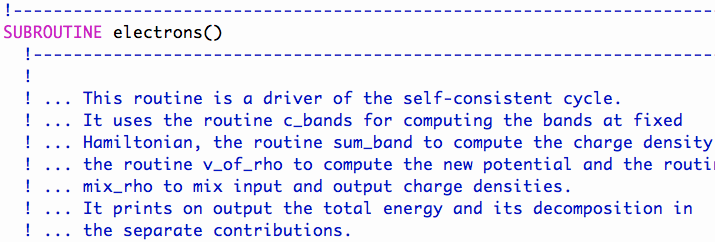 !-----------------------------------------------------------------------
SUBROUTINE electrons()
  !---------------------------------------------------------------------
  !
  ! ... This routine is a driver of the self-consistent cycle.
  ! ... It uses the routine c_bands for computing the bands at fixed
  ! ... Hamiltonian, the routine sum_band to compute the charge density
  ! ... the routine v_of_rho to compute the new potential and the routin
  ! ... mix_rho to mix input and output charge densities.
  ! ... It prints on output the total energy and its decomposition in
  ! ... the separate contributions.